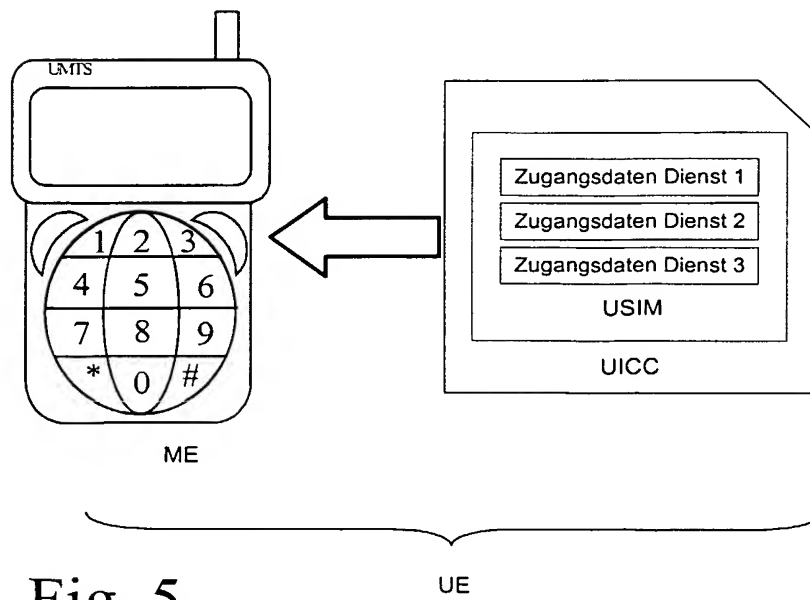 UMTS
1 2 3
4 5 6
7 8 9
* 0 #
ME
Zugangsdaten Dienst 1
Zugangsdaten Dienst 2
Zugangsdaten Dienst 3
USIM
UICC
UE
Fig. 5